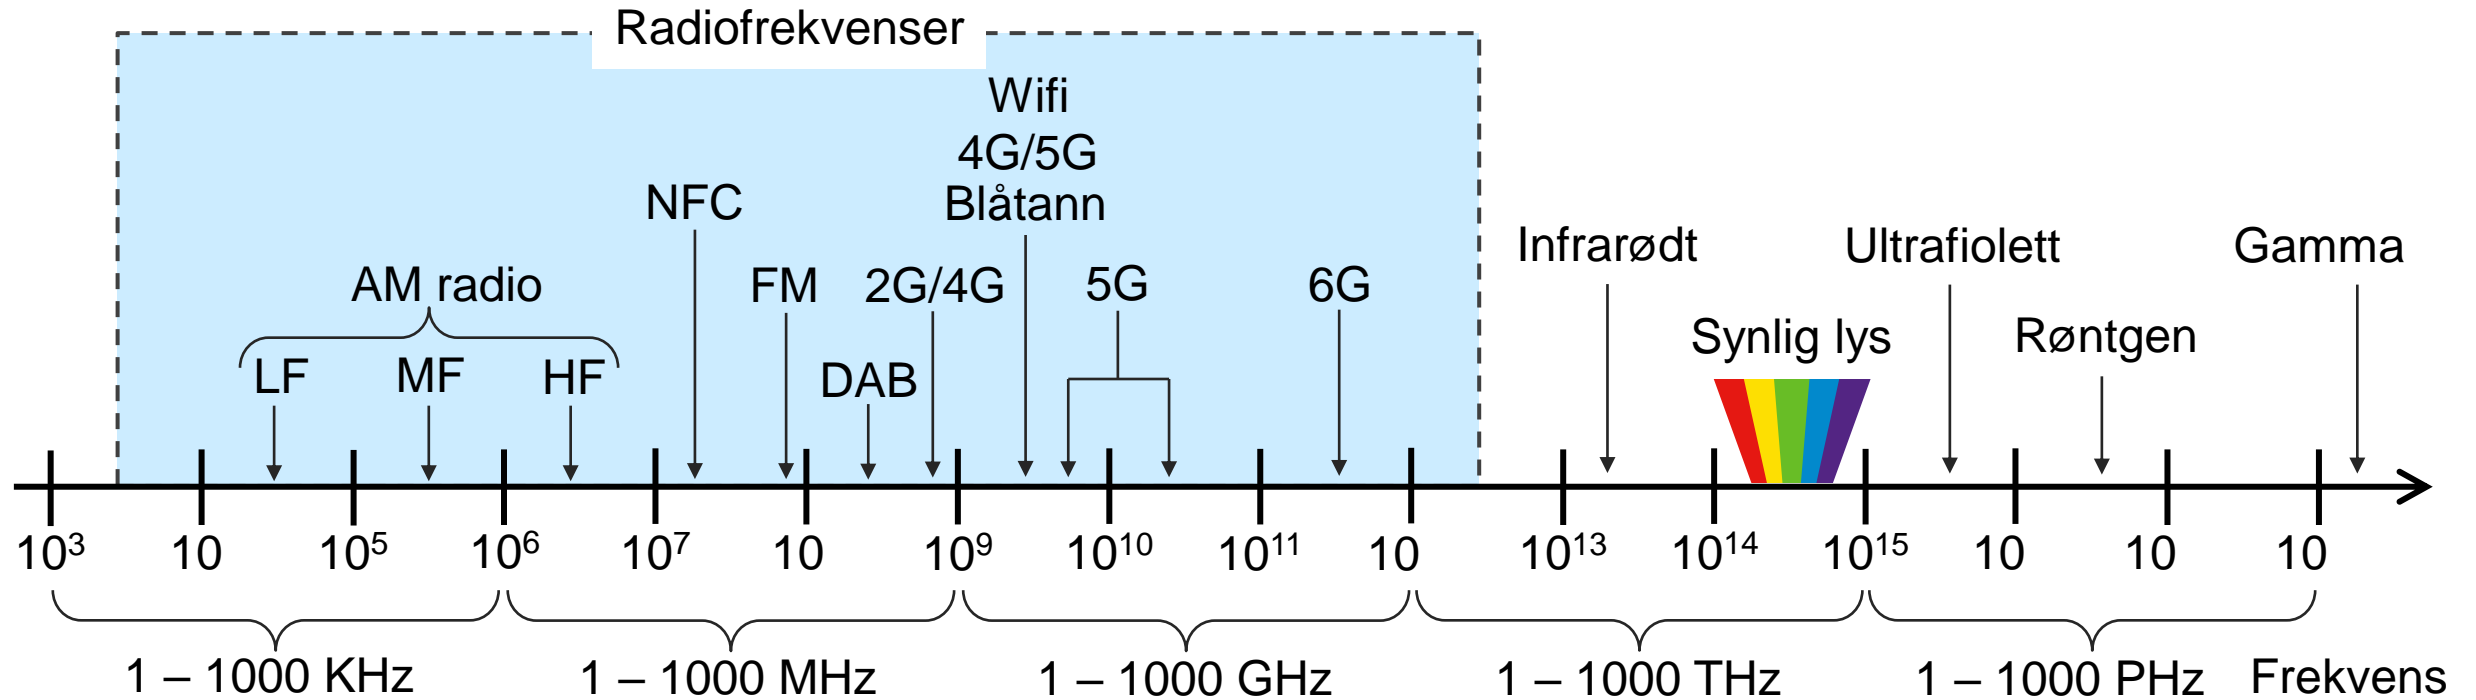 Radiofrekvenser
Wifi
4G/5G
Blåtann
NFC
Infrarødt
Ultrafiolett
Gamma
AM radio
FM
2G/4G
5G
6G
Synlig lys
Røntgen
LF
MF
HF
DAB
10³ 10 10⁵ 10⁶ 10⁷ 10 10⁹ 10¹⁰ 10¹¹ 10 10¹³ 10¹⁴ 10¹⁵ 10 10 10
1 – 1000 KHz
1 – 1000 MHz
1 – 1000 GHz
1 – 1000 THz
1 – 1000 PHz
Frekvens